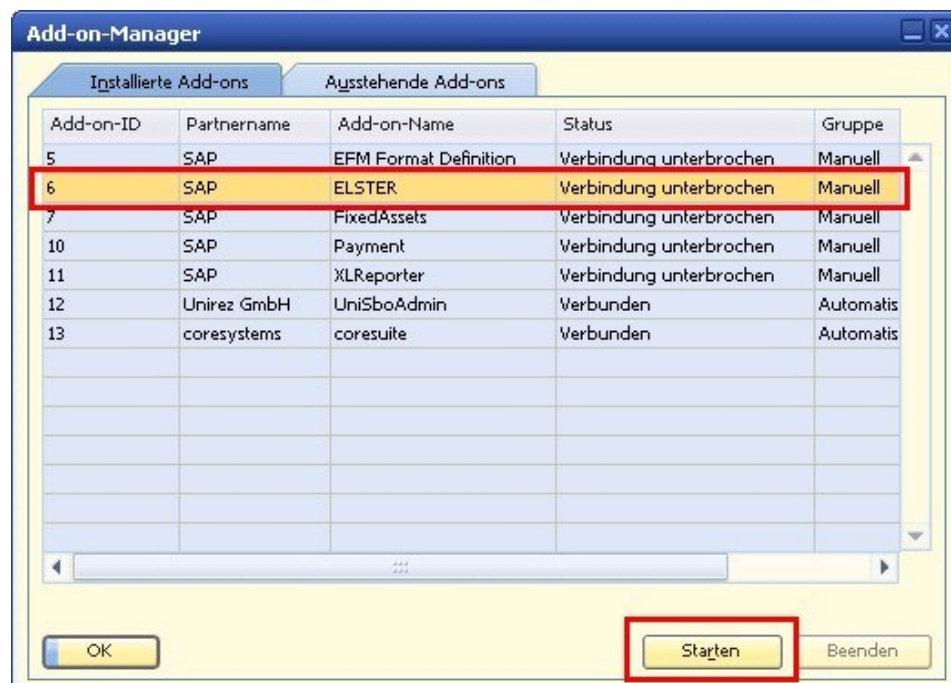 Add-on-Manager
Installierte Add-ons Ausstehende Add-ons
Add-on-ID Partnername Add-on-Name Status Gruppe
5 SAP EFM Format Definition Verbindung unterbrochen Manuell
6 SAP ELSTER Verbindung unterbrochen Manuell
7 SAP FixedAssets Verbindung unterbrochen Manuell
10 SAP Payment Verbindung unterbrochen Manuell
11 SAP XLReporter Verbindung unterbrochen Manuell
12 Unirez GmbH UniSboAdmin Verbunden Automatis
13 coresystems coresuite Verbunden Automatis
OK Starten Beenden